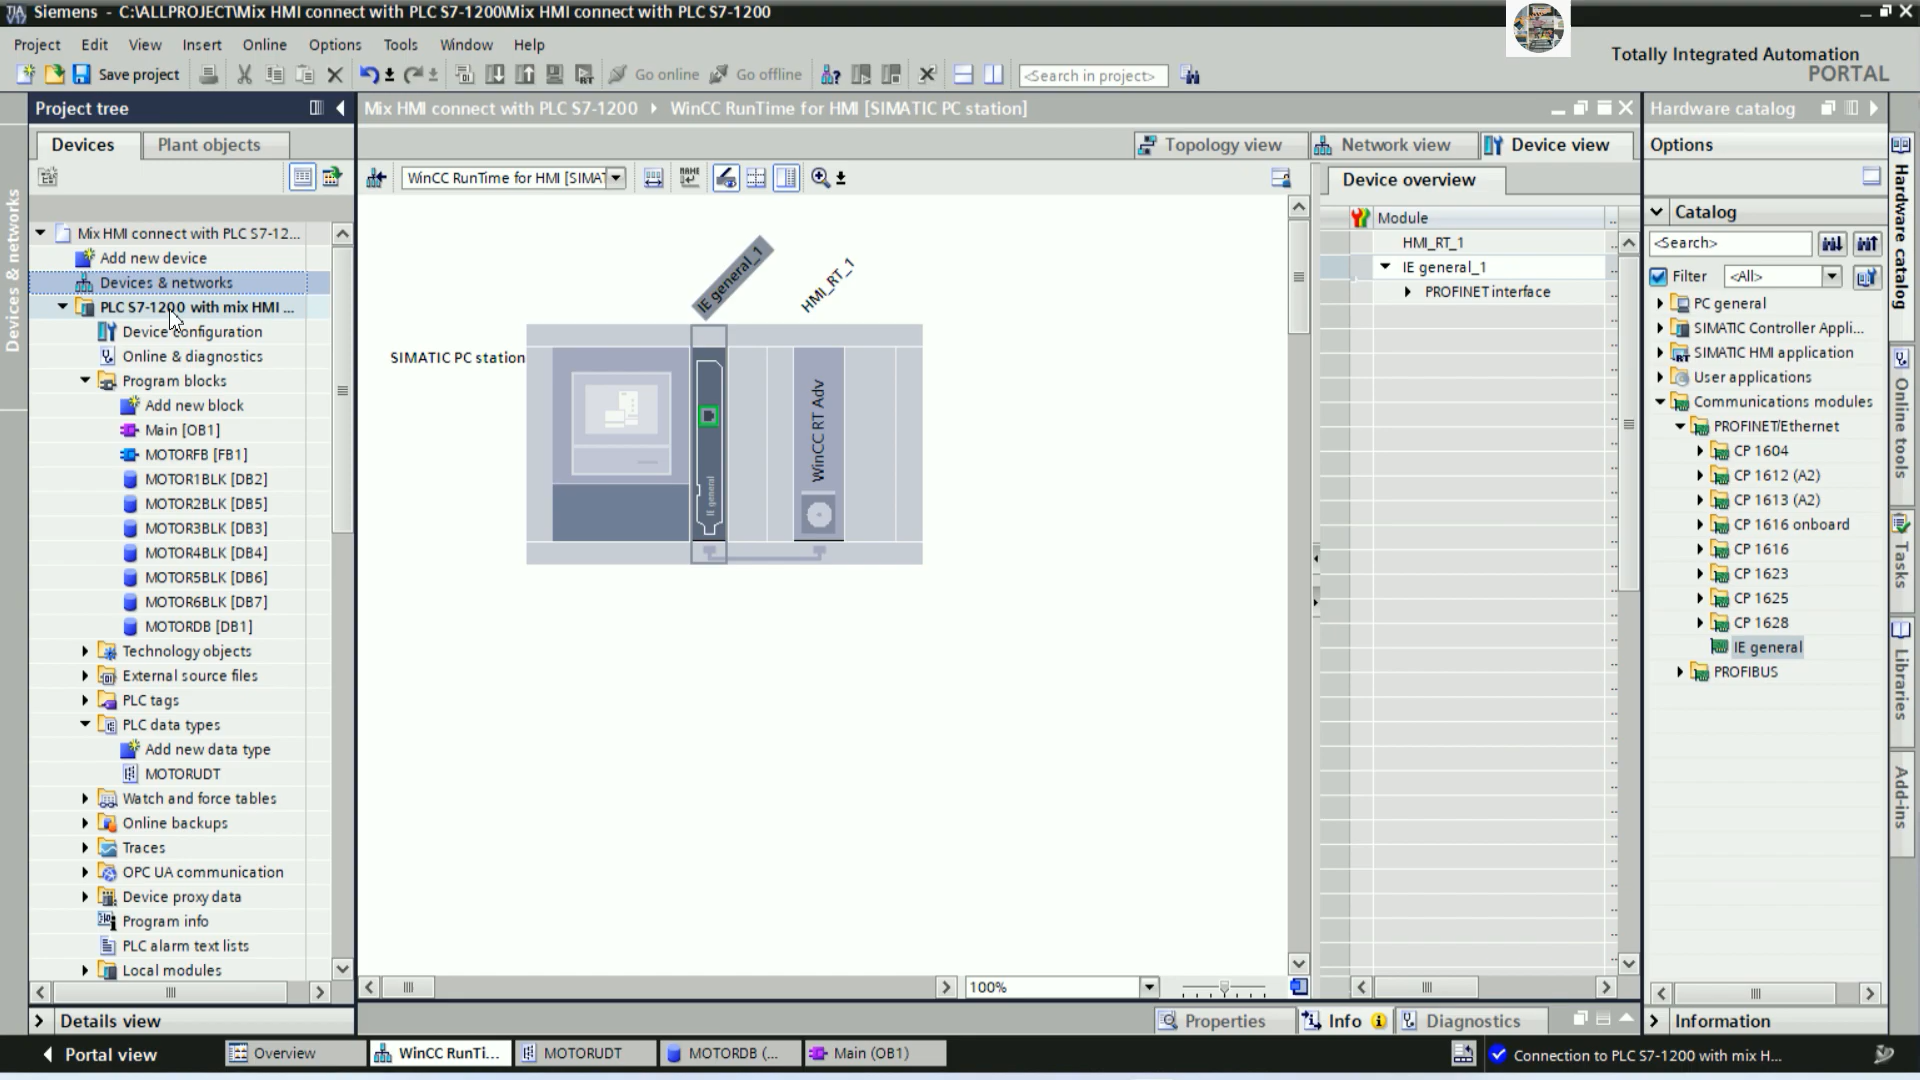 Siemens - C:\ALLPROJECT\Mix HMI connect with PLC S7-1200\Mix HMI connect with PLC S7-1200
Project Edit View Insert Online Options Tools Window Help
Totally Integrated Automation
PORTAL
Save project
Go online
Go offline
<Search in project>
Project tree
Mix HMI connect with PLC S7-1200 WinCC RunTime for HMI [SIMATIC PC station]
Hardware catalog
Devices
Plant objects
Topology view
Network view
Device view
Options
WinCC RunTime for HMI [SIMA
Device overview
Devices & networks
Mix HMI connect with PLC S7-12...
Add new device
Devices & networks
PLC S7-1200 with mix HMI ...
Device configuration
Online & diagnostics
Program blocks
Add new block
Main [OB1]
MOTORFB [FB1]
MOTOR1BLK [DB2]
MOTOR2BLK [DB5]
MOTOR3BLK [DB3]
MOTOR4BLK [DB4]
MOTOR5BLK [DB6]
MOTOR6BLK [DB7]
MOTORDB [DB1]
Technology objects
External source files
PLC tags
PLC data types
Add new data type
MOTORUDT
Watch and force tables
Online backups
Traces
OPC UA communication
Device proxy data
Program info
PLC alarm text lists
Local modules
Details view
IE general_1
HMI_RT_1
SIMATIC PC station
IE general
WinCC RT Adv
100%
Module
HMI_RT_1
IE general_1
PROFINET interface
Catalog
<Search>
Filter
<All>
PC general
SIMATIC Controller Appli...
SIMATIC HMI application
User applications
Communications modules
PROFINET/Ethernet
CP 1604
CP 1612 (A2)
CP 1613 (A2)
CP 1616 onboard
CP 1616
CP 1623
CP 1625
CP 1628
IE general
PROFIBUS
Information
Hardware catalog
Online tools
Tasks
Libraries
Add-ins
Properties
Info
Diagnostics
Portal view
Overview
WinCC RunTi...
MOTORUDT
MOTORDB (...
Main (OB1)
Connection to PLC S7-1200 with mix H...